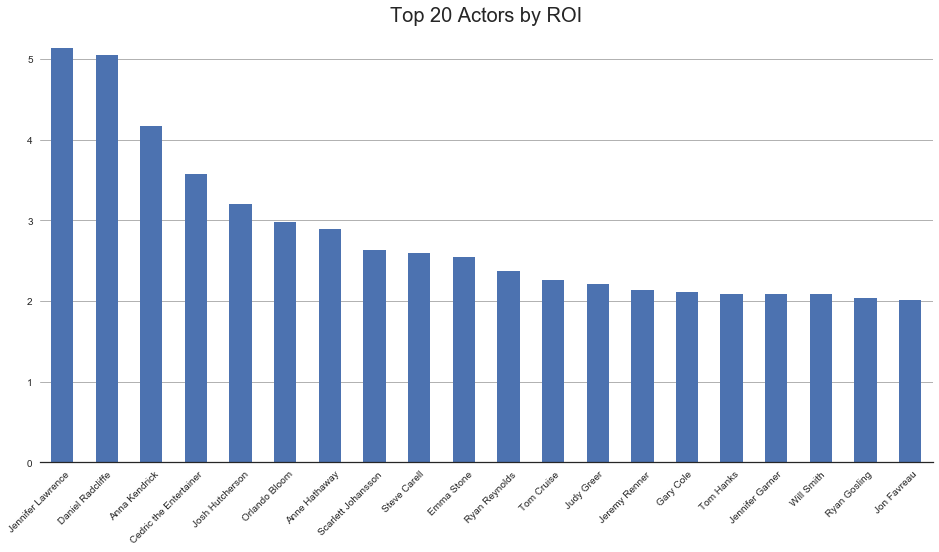 Top 20 Actors by ROI
5
4
3
2
1
0
Jennifer Lawrence
Daniel Radcliffe
Anna Kendrick
Cedric the Entertainer
Josh Hutcherson
Orlando Bloom
Anne Hathaway
Scarlett Johansson
Steve Carell
Emma Stone
Ryan Reynolds
Tom Cruise
Judy Greer
Jeremy Renner
Gary Cole
Tom Hanks
Jennifer Garner
Will Smith
Ryan Gosling
Jon Favreau